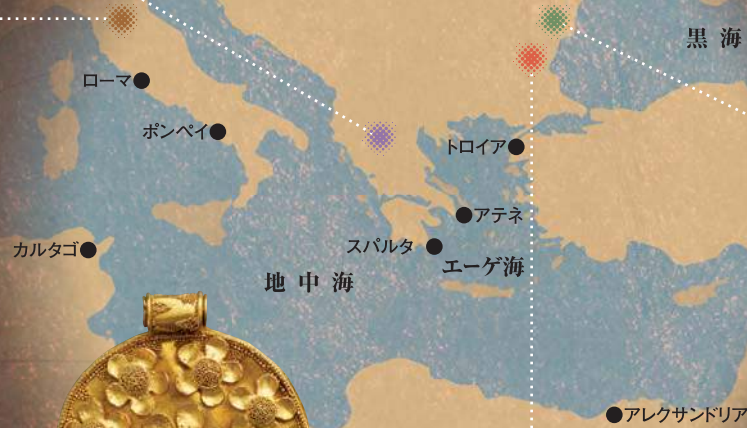 黒海
ローマ
ポンペイ
トロイア
アテネ
スパルタ
カルタゴ
エーゲ海
地中海
アレクサンドリア